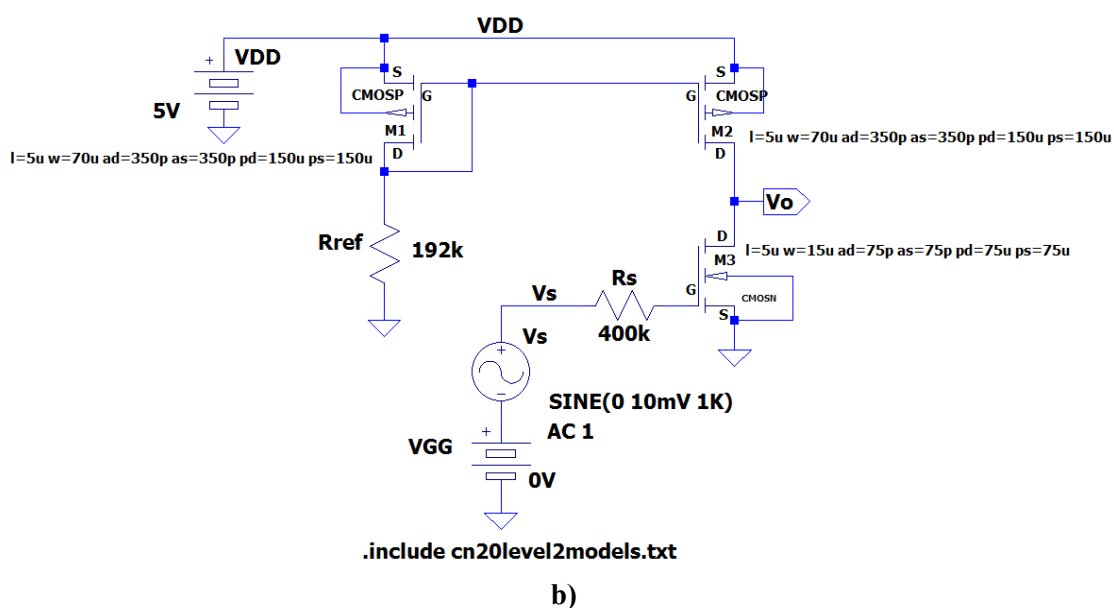 VDD
VDD
5V
S
CMOSP
G
M1
D
l=5u w=70u ad=350p as=350p pd=150u ps=150u
S
CMOSP
G
M2
D
l=5u w=70u ad=350p as=350p pd=150u ps=150u
Vo
Rref
192k
D
l=5u w=15u ad=75p as=75p pd=75u ps=75u
M3
G
CMOSN
S
Vs
Rs
400k
Vs
SINE(0 10mV 1K)
AC 1
VGG
0V
.include cn20level2models.txt
b)